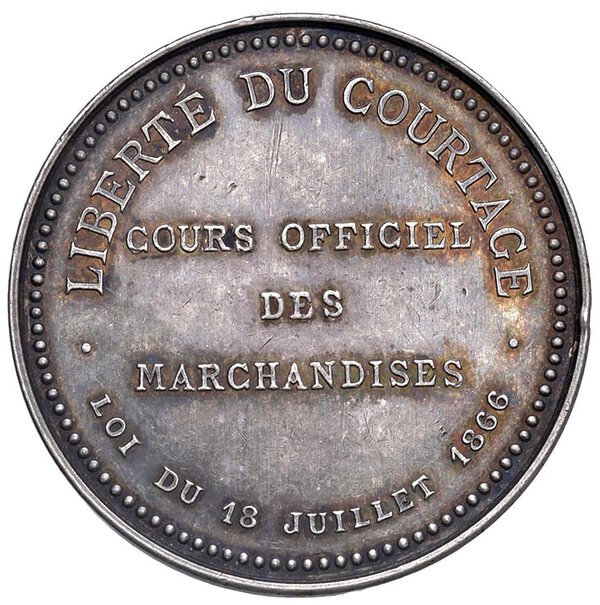 LIBERTÉ DU COURTAGE
COURS OFFICIEL
DES
MARCHANDISES
LOI DU 18 JUILLET 1866